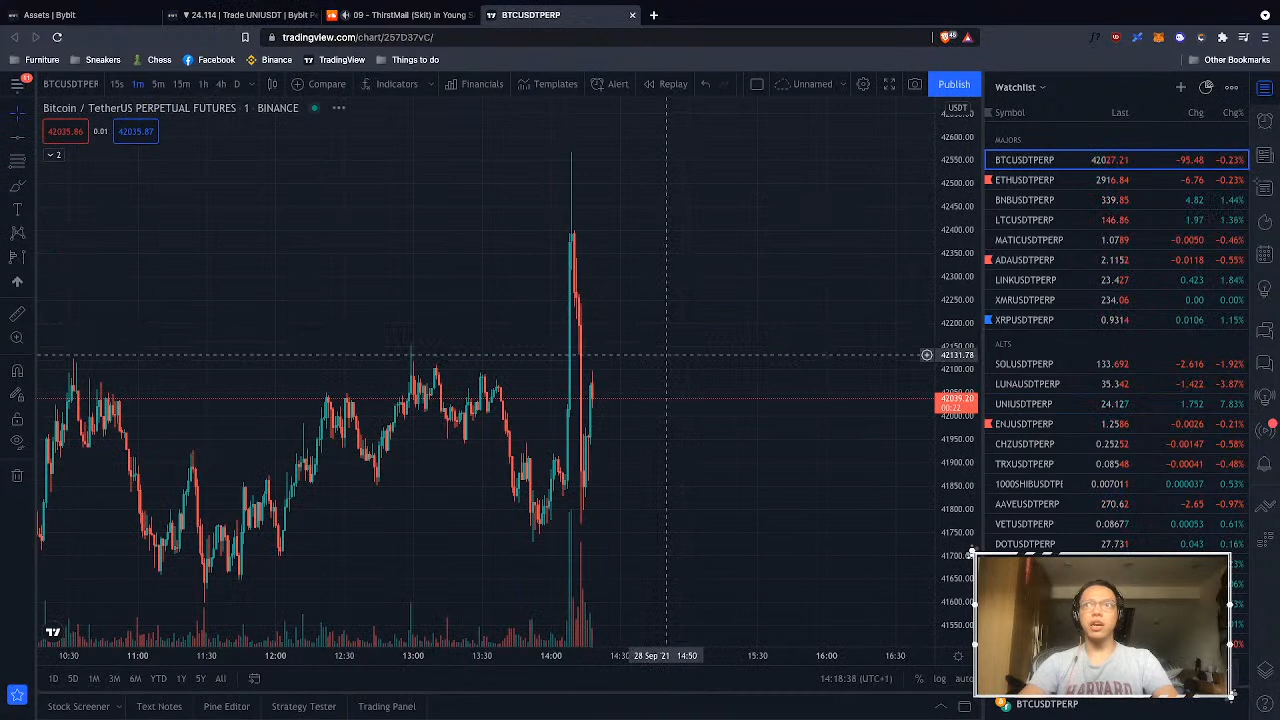 Assets | Bybit
▼ 24.114 | Trade UNIUSDT | Bybit Pe
09 - ThirstMail (Skit) in Young S
BTCUSDTPERP
tradingview.com/chart/257D37vC/
Furniture
Sneakers
Chess
Facebook
Binance
TradingView
Things to do
Other Bookmarks
BTCUSDTPERP 15s 1m 5m 15m 1h 4h D
Compare
Indicators
Financials
Templates
Alert
Replay
Unnamed
Publish
Bitcoin / TetherUS PERPETUAL FUTURES · 1 · BINANCE
42035.86 0.01 42035.87
2
USDT
42600.00
42550.00
42500.00
42450.00
42400.00
42350.00
42300.00
42250.00
42200.00
42150.00
42131.78
42100.00
42050.00
42039.20
00:22
42000.00
41950.00
41900.00
41850.00
41800.00
41750.00
41700.00
41650.00
41600.00
41550.00
10:30 11:00 11:30 12:00 12:30 13:00 13:30 14:00 14:30 28 Sep '21 14:50 15:30 16:00 16:30
1D 5D 1M 3M 6M YTD 1Y 5Y All
14:18:38 (UTC+1) % log auto
Stock Screener Text Notes Pine Editor Strategy Tester Trading Panel
Watchlist
Symbol Last Chg Chg%
MAJORS
BTCUSDTPERP 42027.21 −95.48 −0.23%
ETHUSDTPERP 2916.84 −6.76 −0.23%
BNBUSDTPERP 339.85 4.82 1.44%
LTCUSDTPERP 146.86 1.97 1.36%
MATICUSDTPERP 1.0789 −0.0050 −0.46%
ADAUSDTPERP 2.1152 −0.0118 −0.55%
LINKUSDTPERP 23.427 0.423 1.84%
XMRUSDTPERP 234.06 0.00 0.00%
XRPUSDTPERP 0.9314 0.0106 1.15%
ALTS
SOLUSDTPERP 133.692 −2.616 −1.92%
LUNAUSDTPERP 35.342 −1.422 −3.87%
UNIUSDTPERP 24.127 1.752 7.83%
ENJUSDTPERP 1.2586 −0.0026 −0.21%
CHZUSDTPERP 0.25252 −0.00147 −0.58%
TRXUSDTPERP 0.08548 −0.00041 −0.48%
1000SHIBUSDTPE 0.007011 0.000037 0.53%
AAVEUSDTPERP 270.62 −2.65 −0.97%
VETUSDTPERP 0.08677 0.00053 0.61%
DOTUSDTPERP 27.731 0.043 0.16%
HARVARD
BTCUSDTPERP